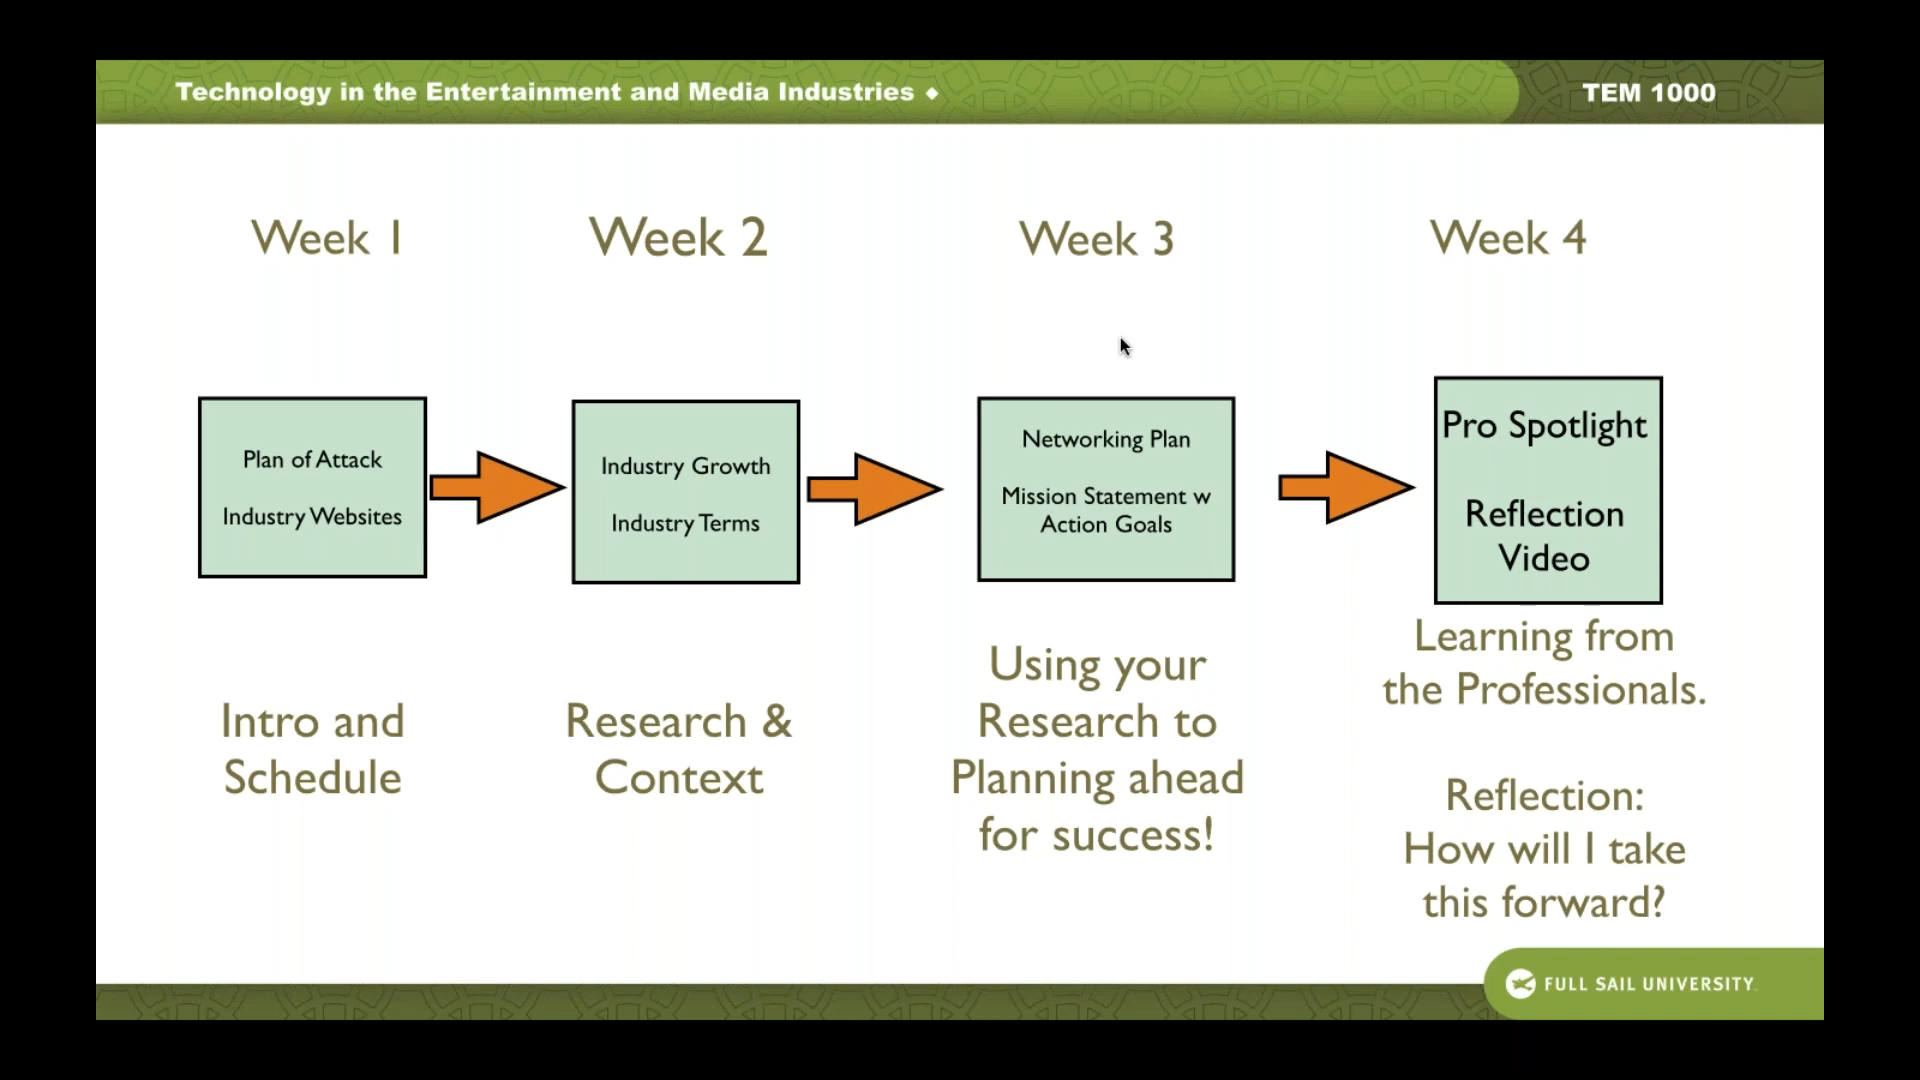 Technology in the Entertainment and Media Industries ◆
TEM 1000
Week 1
Week 2
Week 3
Week 4
Plan of Attack
Industry Websites
Industry Growth
Industry Terms
Networking Plan
Mission Statement w
Action Goals
Pro Spotlight
Reflection
Video
Intro and
Schedule
Research &
Context
Using your
Research to
Planning ahead
for success!
Learning from
the Professionals.
Reflection:
How will I take
this forward?
FULL SAIL UNIVERSITY